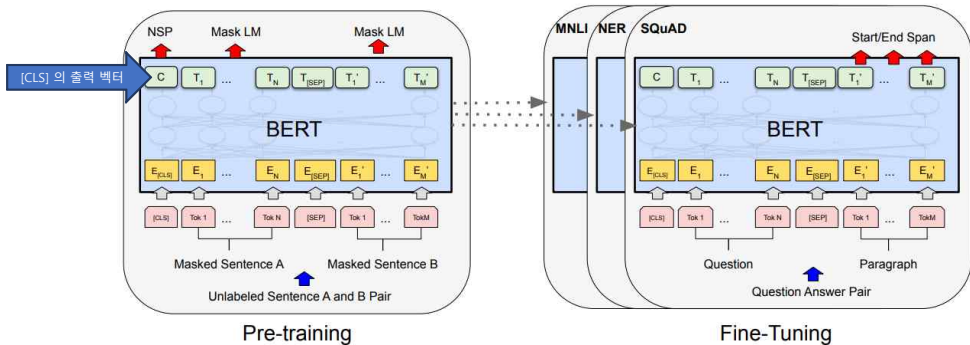 NSP Mask LM Mask LM
[CLS] 의 출력 벡터
C T1 ... TN T[SEP] T1' ... TM'
BERT
E[CLS] E1 ... EN E[SEP] E1' ... EM'
[CLS] Tok 1 ... Tok N [SEP] Tok 1 ... TokM
Masked Sentence A Masked Sentence B
Unlabeled Sentence A and B Pair
Pre-training
MNLI NER SQuAD
Start/End Span
C T1 ... TN T[SEP] T1' ... TM'
BERT
E[CLS] E1 ... EN E[SEP] E1' ... EM'
[CLS] Tok 1 ... Tok N [SEP] Tok 1 ... TokM
Question Paragraph
Question Answer Pair
Fine-Tuning